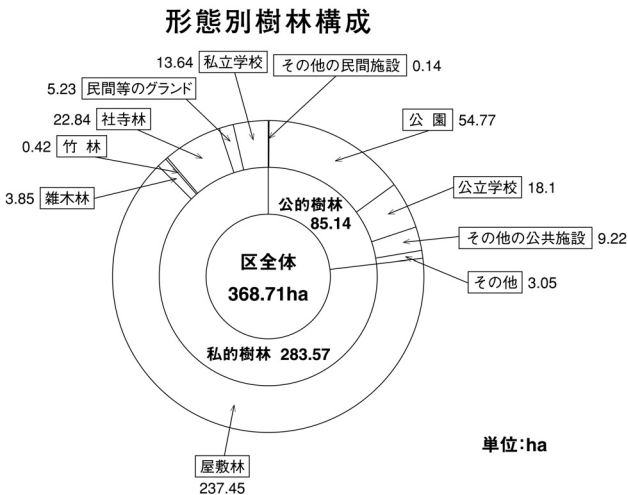 形態別樹林構成
13.64 私立学校
その他の民間施設 0.14
5.23 民間等のグランド
22.84 社寺林
0.42 竹林
3.85 雑木林
公園 54.77
公立学校 18.1
その他の公共施設 9.22
その他 3.05
公的樹林
85.14
区全体
368.71ha
私的樹林 283.57
屋敷林
237.45
単位:ha